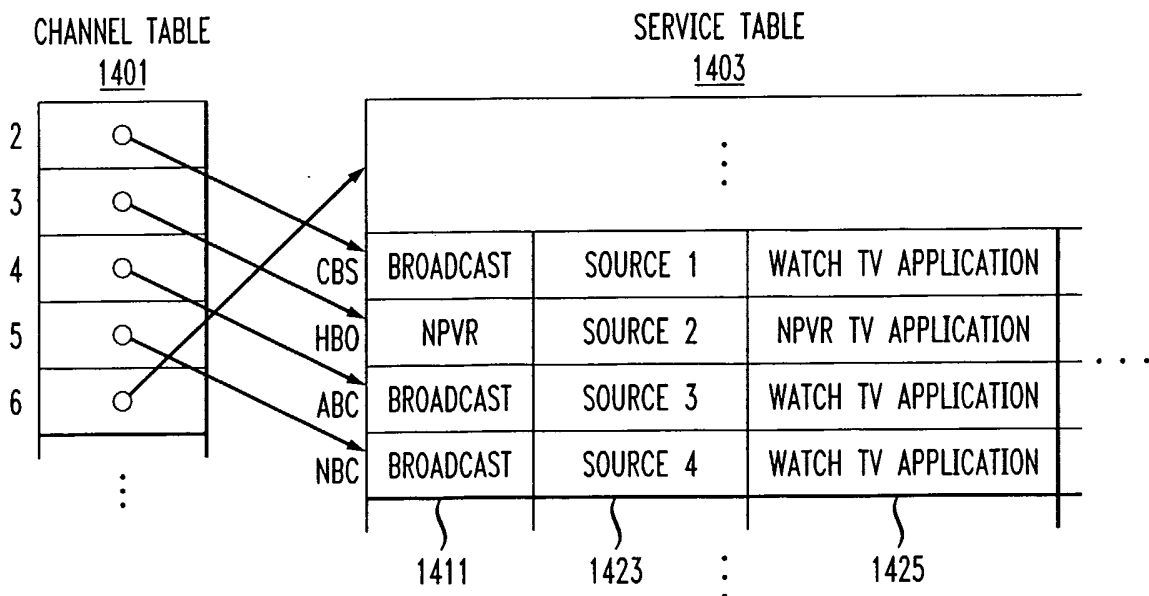 CHANNEL TABLE
1401
SERVICE TABLE
1403
2
3
4
5
6
CBS BROADCAST SOURCE 1 WATCH TV APPLICATION
HBO NPVR SOURCE 2 NPVR TV APPLICATION
ABC BROADCAST SOURCE 3 WATCH TV APPLICATION
NBC BROADCAST SOURCE 4 WATCH TV APPLICATION
1411 1423 1425